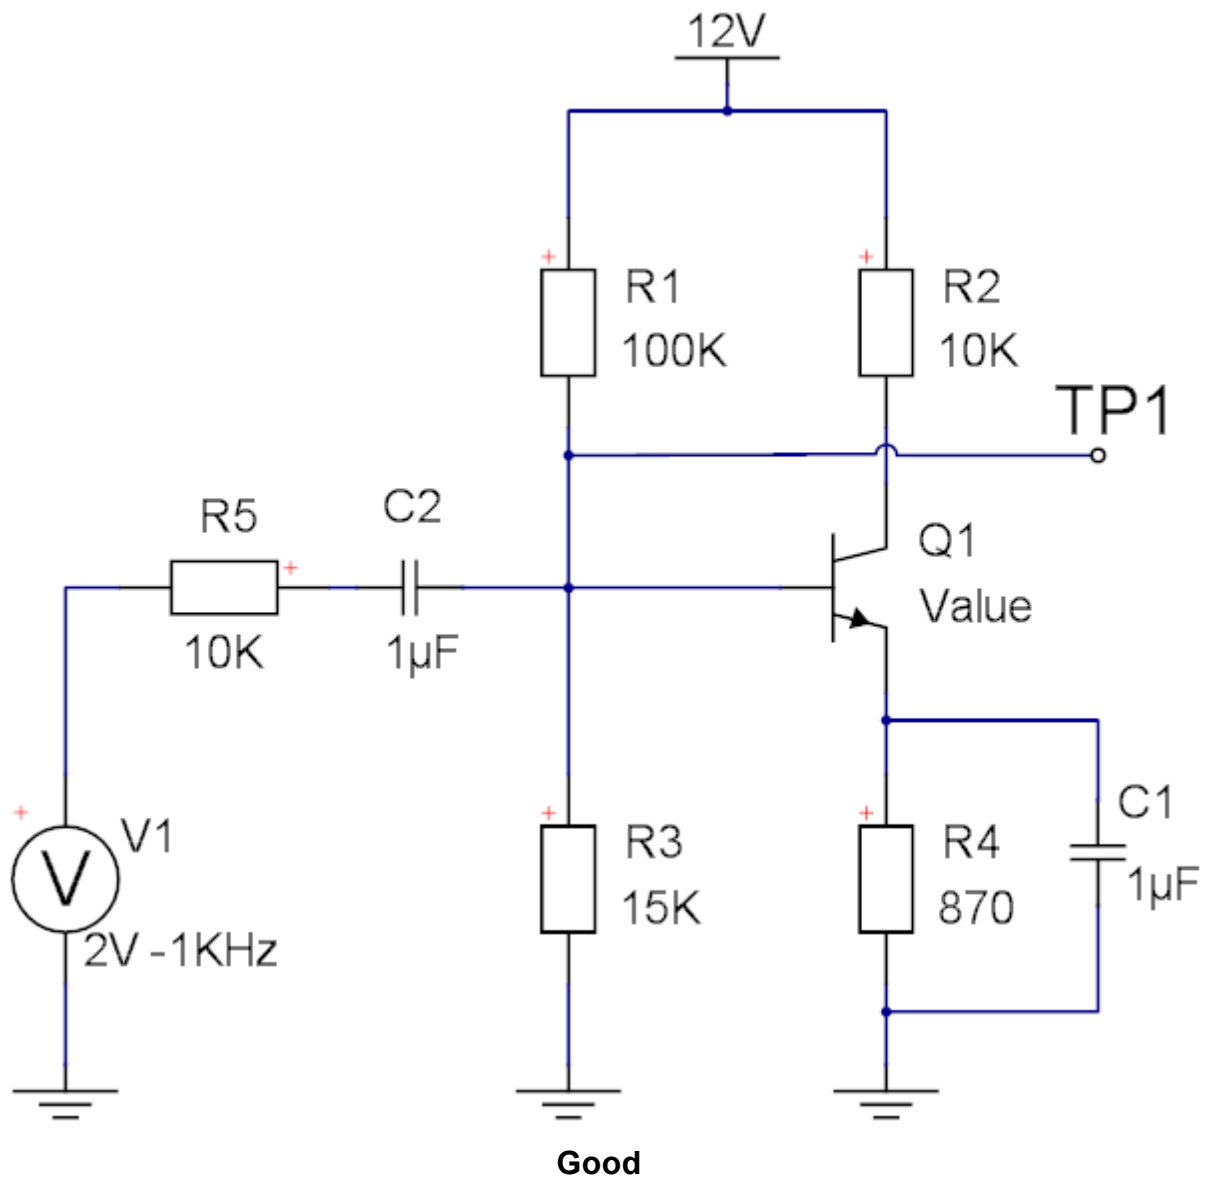 12V
R1
100K
R2
10K
TP1
R5
10K
C2
1µF
Q1
Value
V1
V
2V -1KHz
R3
15K
R4
870
C1
1µF
Good